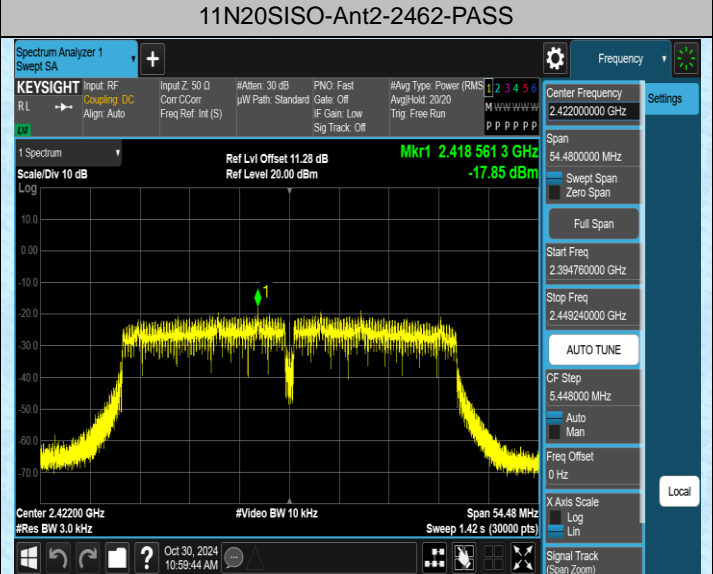 11N20SISO-Ant2-2462-PASS
Spectrum Analyzer 1
Swept SA
+
Frequency
KEYSIGHT
RL
LXI
Input: RF
Coupling: DC
Align: Auto
Input Z: 50 Ω
Corr CCorr
Freq Ref: Int (S)
#Atten: 30 dB
µW Path: Standard
PNO: Fast
Gate: Off
IF Gain: Low
Sig Track: Off
#Avg Type: Power (RMS
Avg|Hold: 20/20
Trig: Free Run
1 2 3 4 5 6
M W W W W W
P P P P P P
Center Frequency
2.422000000 GHz
Settings
Span
54.4800000 MHz
Swept Span
Zero Span
Full Span
Start Freq
2.394760000 GHz
Stop Freq
2.449240000 GHz
AUTO TUNE
CF Step
5.448000 MHz
Auto
Man
Freq Offset
0 Hz
X Axis Scale
Log
Lin
Signal Track
(Span Zoom)
Local
1 Spectrum
Scale/Div 10 dB
Ref Lvl Offset 11.28 dB
Ref Level 20.00 dBm
Mkr1 2.418 561 3 GHz
-17.85 dBm
Log
10.0
0.00
-10.0
-20.0
-30.0
-40.0
-50.0
-60.0
-70.0
1
Center 2.42200 GHz
#Res BW 3.0 kHz
#Video BW 10 kHz
Span 54.48 MHz
Sweep 1.42 s (30000 pts)
?
Oct 30, 2024
10:59:44 AM